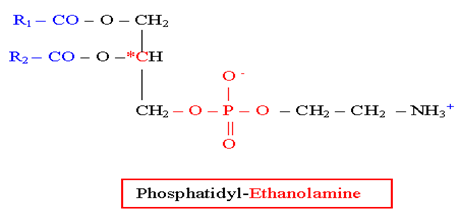 R₁ – CO – O – CH₂
R₂ – CO – O – *CH
O -
CH₂ – O – P – O – CH₂ – CH₂ – NH₃⁺
O
Phosphatidyl-Ethanolamine